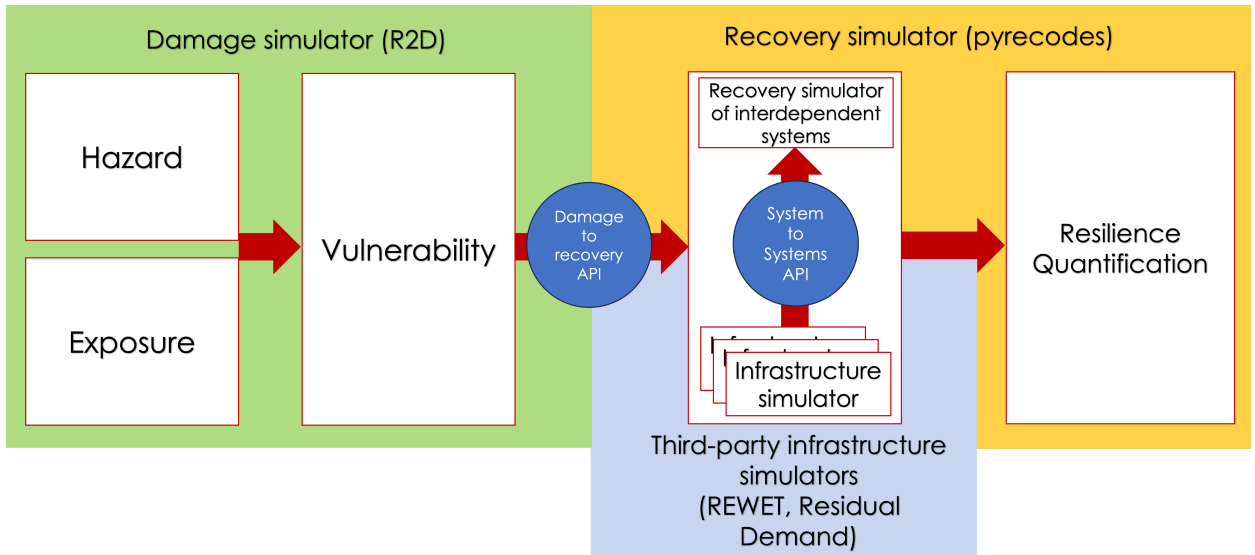 Damage simulator (R2D)
Recovery simulator (pyrecodes)
Hazard
Exposure
Vulnerability
Damage
to
recovery
API
Recovery simulator
of interdependent
systems
System
to
Systems
API
Infrastructure
simulator
Resilience
Quantification
Third-party infrastructure
simulators
(REWET, Residual
Demand)